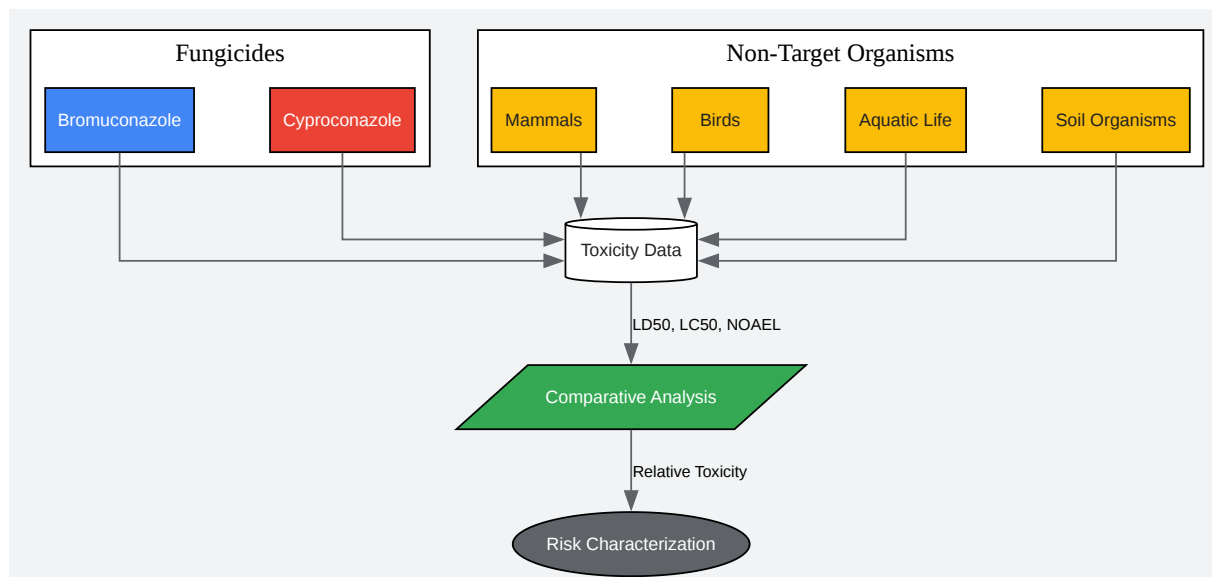 Fungicides
Non-Target Organisms
Bromuconazole
Cyproconazole
Mammals
Birds
Aquatic Life
Soil Organisms
Toxicity Data
LD50, LC50, NOAEL
Comparative Analysis
Relative Toxicity
Risk Characterization